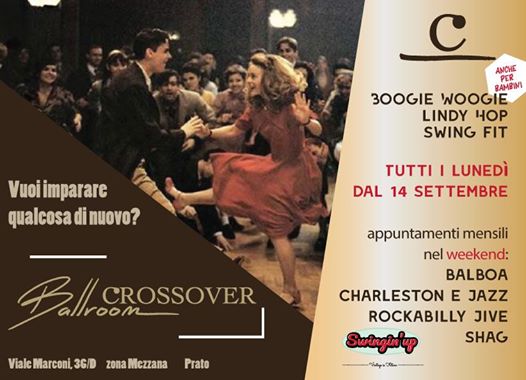 Vuoi imparare
qualcosa di nuovo?
Ballroom CROSSOVER
Viale Marconi, 3G/D zona Mezzana Prato
C
ANCHE
PER
BAMBINI
BOOGIE WOOGIE
LINDY HOP
SWING FIT
TUTTI I LUNEDÌ
DAL 14 SETTEMBRE
appuntamenti mensili
nel weekend:
BALBOA
CHARLESTON E JAZZ
ROCKABILLY JIVE
SHAG
Swingin'up